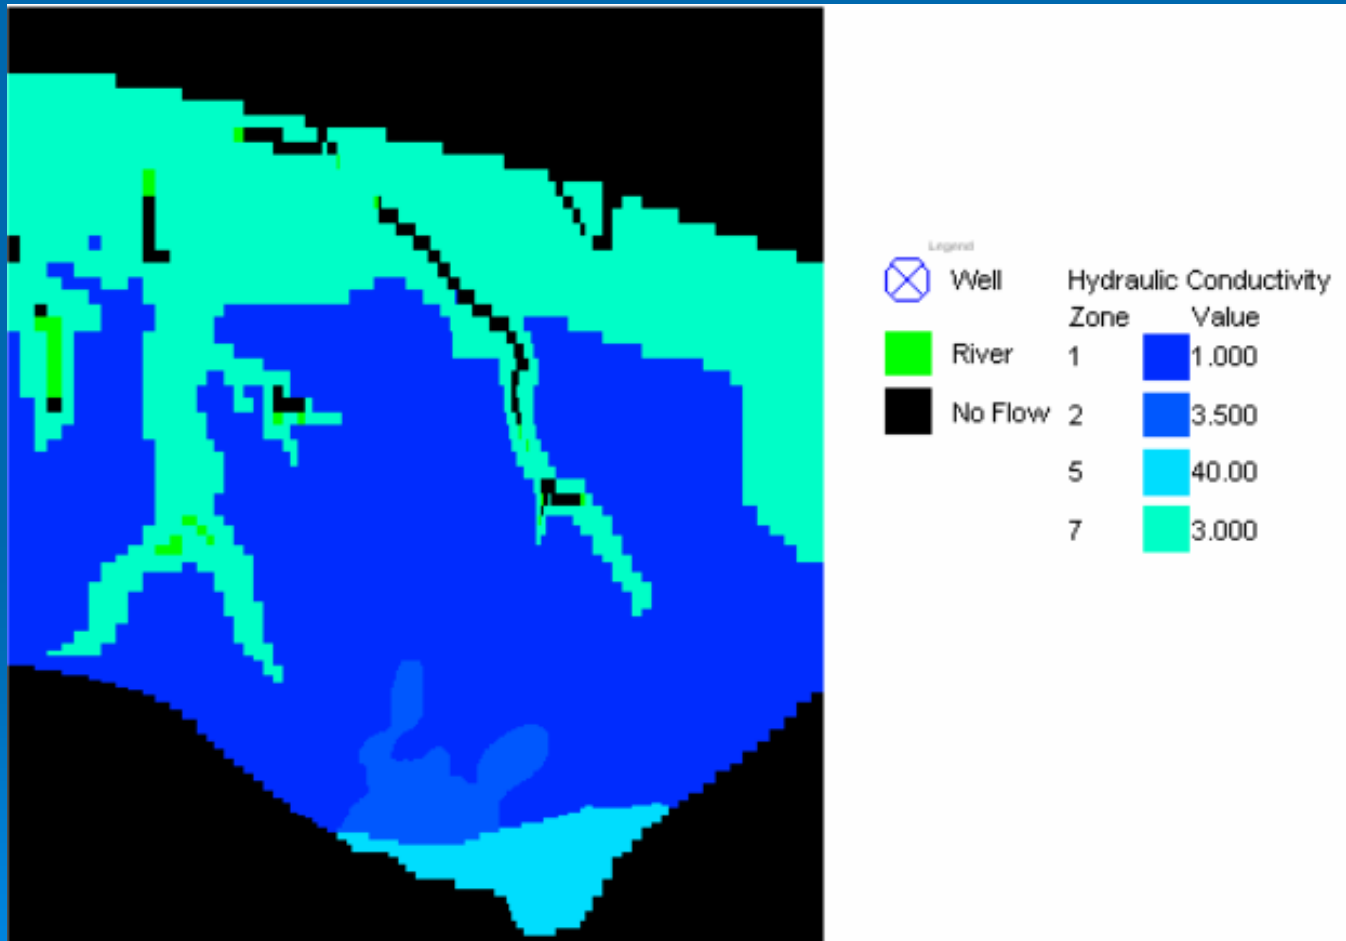 Legend
Well
Hydraulic Conductivity
Zone Value
River 1 1.000
No Flow 2 3.500
5 40.00
7 3.000